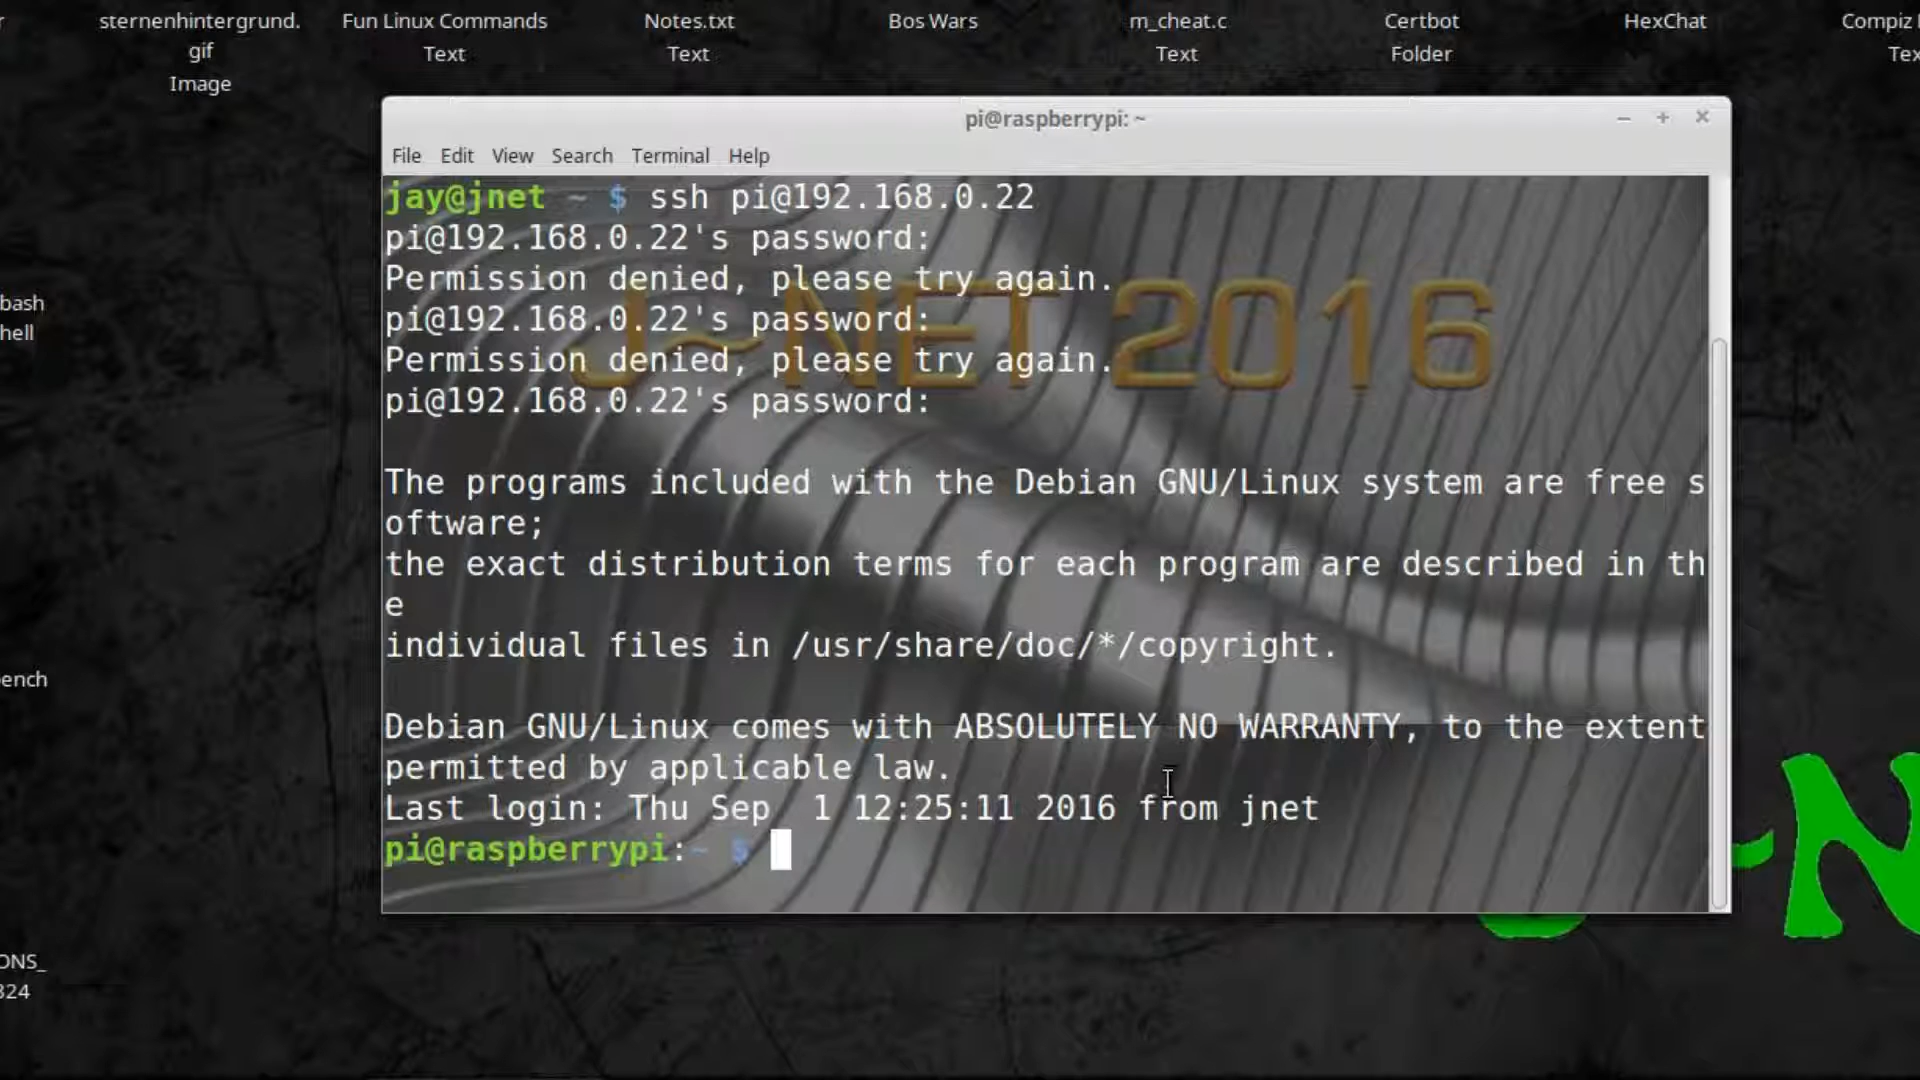 sternenhintergrund.
gif
Image
Fun Linux Commands
Text
Notes.txt
Text
Bos Wars
m_cheat.c
Text
Certbot
Folder
HexChat
Compiz
pi@raspberrypi: ~
File Edit View Search Terminal Help
jay@jnet ~ $ ssh pi@192.168.0.22
pi@192.168.0.22's password:
Permission denied, please try again.
pi@192.168.0.22's password:
Permission denied, please try again.
pi@192.168.0.22's password:
J~NET 2016
The programs included with the Debian GNU/Linux system are free s
oftware;
the exact distribution terms for each program are described in th
e
individual files in /usr/share/doc/*/copyright.
Debian GNU/Linux comes with ABSOLUTELY NO WARRANTY, to the extent
permitted by applicable law.
Last login: Thu Sep  1 12:25:11 2016 from jnet
pi@raspberrypi:~ $
bash
hell
ench
ONS_
324
~N